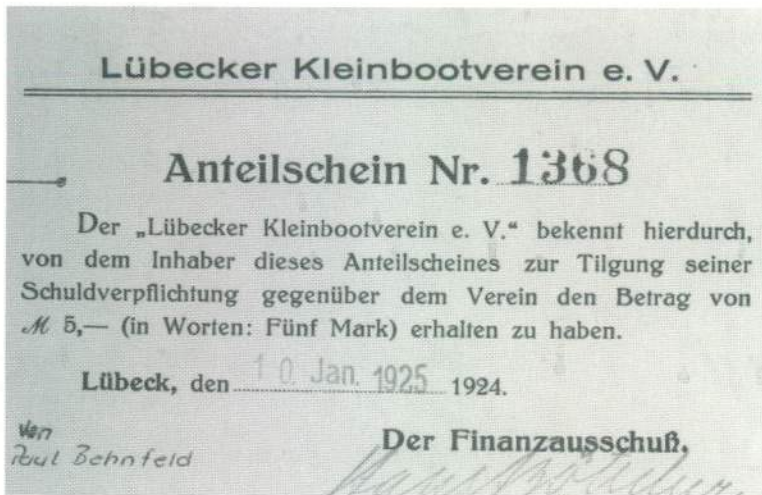 Lübecker Kleinbootverein e. V.
Anteilschein Nr. 1368
Der „Lübecker Kleinbootverein e. V.“ bekennt hierdurch,
von dem Inhaber dieses Anteilscheines zur Tilgung seiner
Schuldverpflichtung gegenüber dem Verein den Betrag von
ℳ 5,— (in Worten: Fünf Mark) erhalten zu haben.
Lübeck, den 10. Jan. 1925 1924.
von
Paul Behnfeld
Der Finanzausschuß.